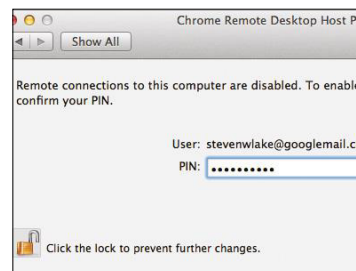 Chrome Remote Desktop Host P
Show All
Remote connections to this computer are disabled. To enable
confirm your PIN.
User: stevenwlake@googlemail.c
PIN: ••••••••••
Click the lock to prevent further changes.